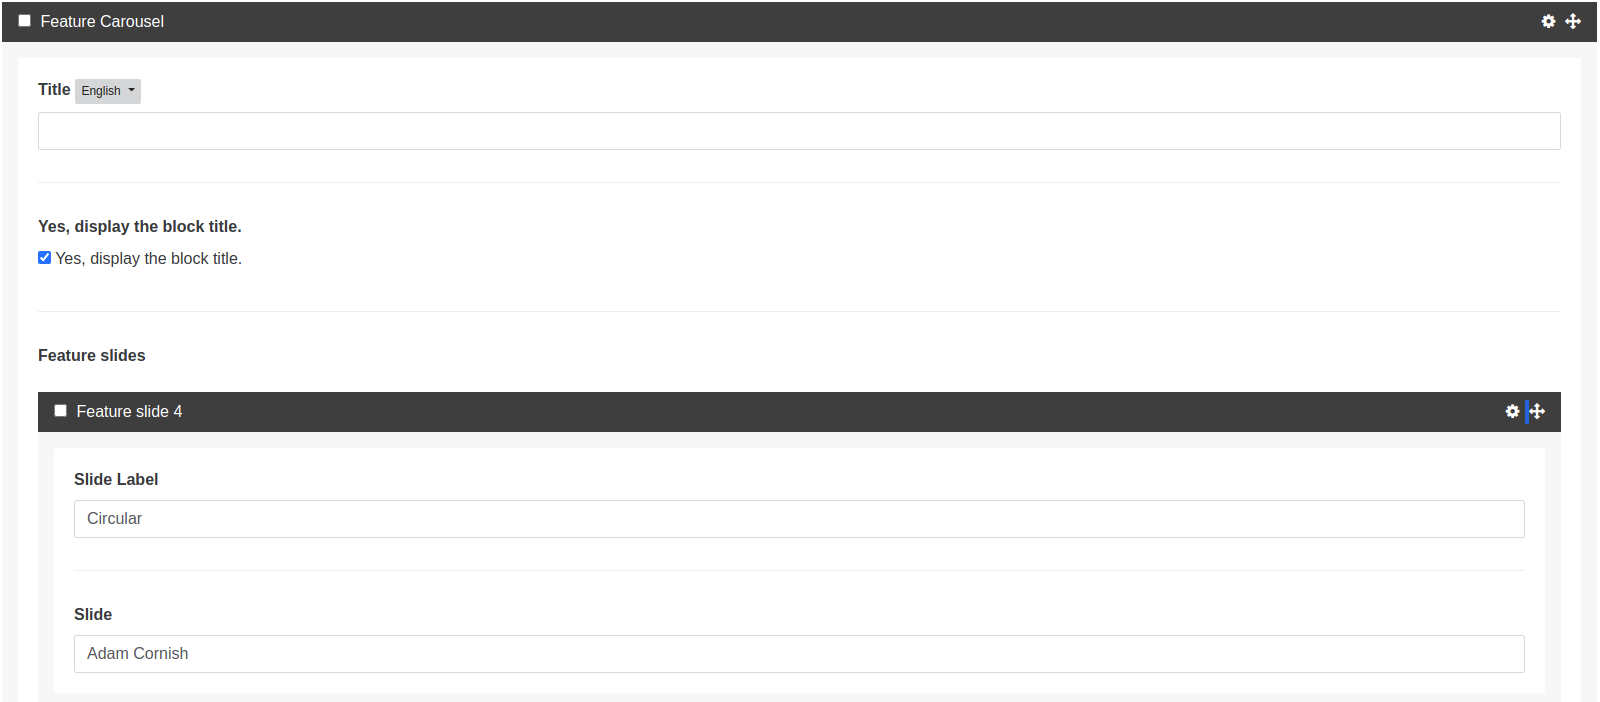 Feature Carousel
Title English
Yes, display the block title.
Yes, display the block title.
Feature slides
Feature slide 4
Slide Label
Circular
Slide
Adam Cornish